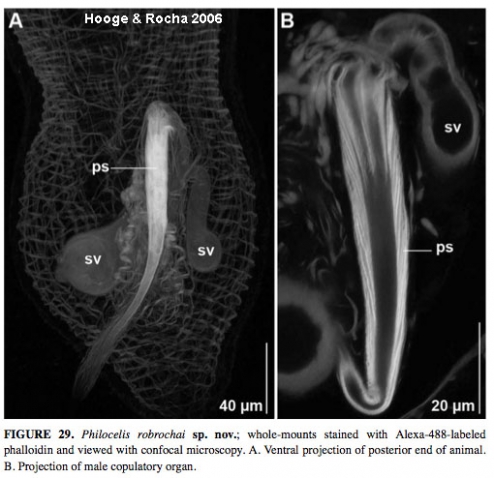 A
Hooge & Rocha 2006
B
sv
ps
sv
sv
ps
40 µm
20 µm
FIGURE 29. Philocelis robrochai sp. nov.; whole-mounts stained with Alexa-488-labeled
phalloidin and viewed with confocal microscopy. A. Ventral projection of posterior end of animal.
B. Projection of male copulatory organ.